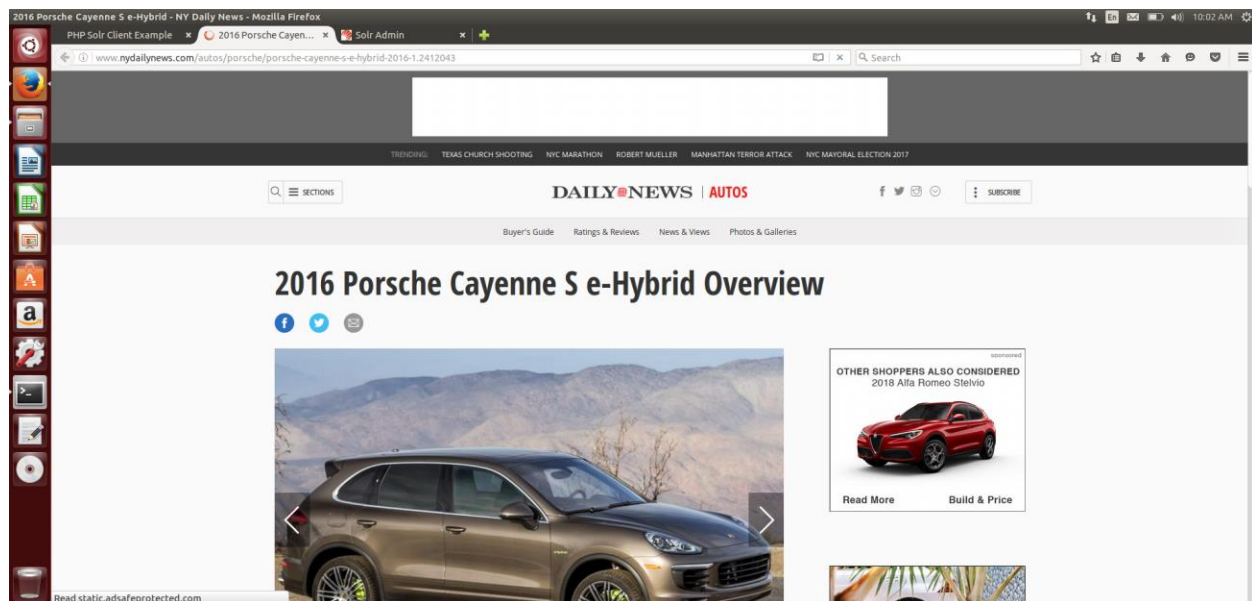 2016 Porsche Cayenne S e-Hybrid - NY Daily News - Mozilla Firefox
En 10:02 AM
PHP Solr Client Example × 2016 Porsche Cayen... × Solr Admin ×
www.nydailynews.com/autos/porsche/porsche-cayenne-s-e-hybrid-2016-1.2412043 Search
TRENDING: TEXAS CHURCH SHOOTING NYC MARATHON ROBERT MUELLER MANHATTAN TERROR ATTACK NYC MAYORAL ELECTION 2017
SECTIONS DAILY NEWS | AUTOS SUBSCRIBE
Buyer's Guide Ratings & Reviews News & Views Photos & Galleries
2016 Porsche Cayenne S e-Hybrid Overview
sponsored
OTHER SHOPPERS ALSO CONSIDERED
2018 Alfa Romeo Stelvio
Read More Build & Price
Read static.adsafeprotected.com